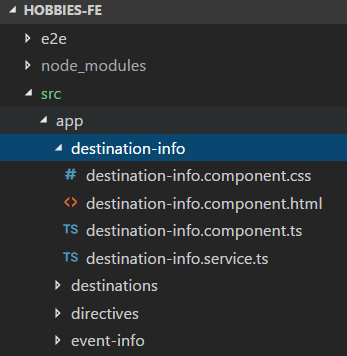 HOBBIES-FE
e2e
node_modules
src
app
destination-info
# destination-info.component.css
<> destination-info.component.html
TS destination-info.component.ts
TS destination-info.service.ts
destinations
directives
event-info